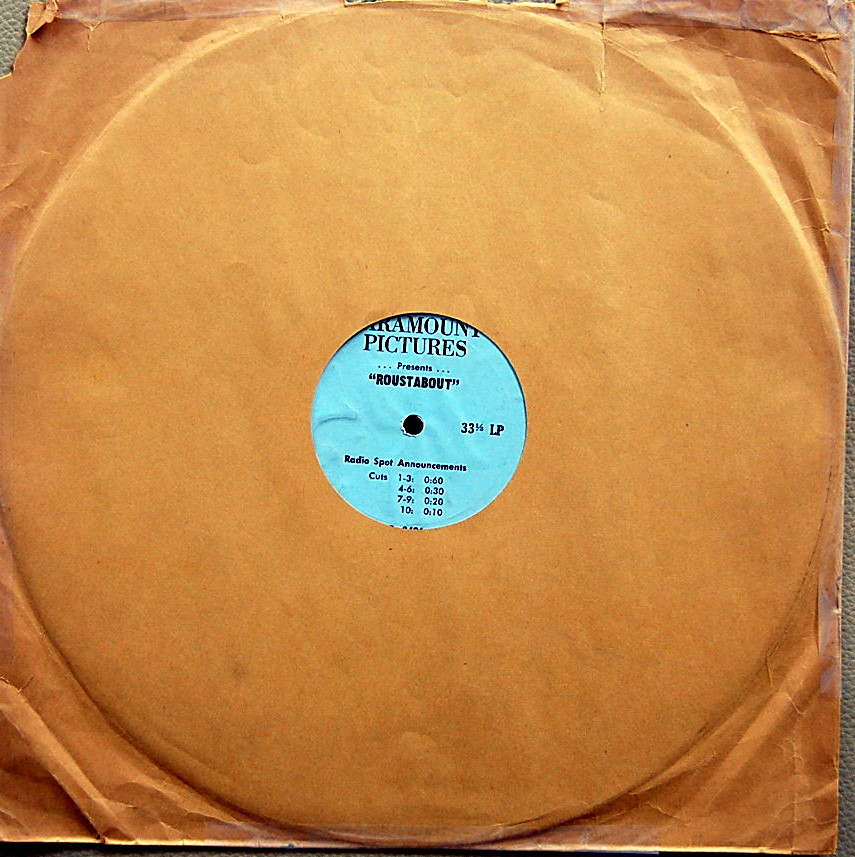 ARAMOUNT
PICTURES
... Presents ...
“ROUSTABOUT”
33⅓ LP
Radio Spot Announcements
Cuts 1-3: 0:60
4-6: 0:30
7-9: 0:20
10: 0:10